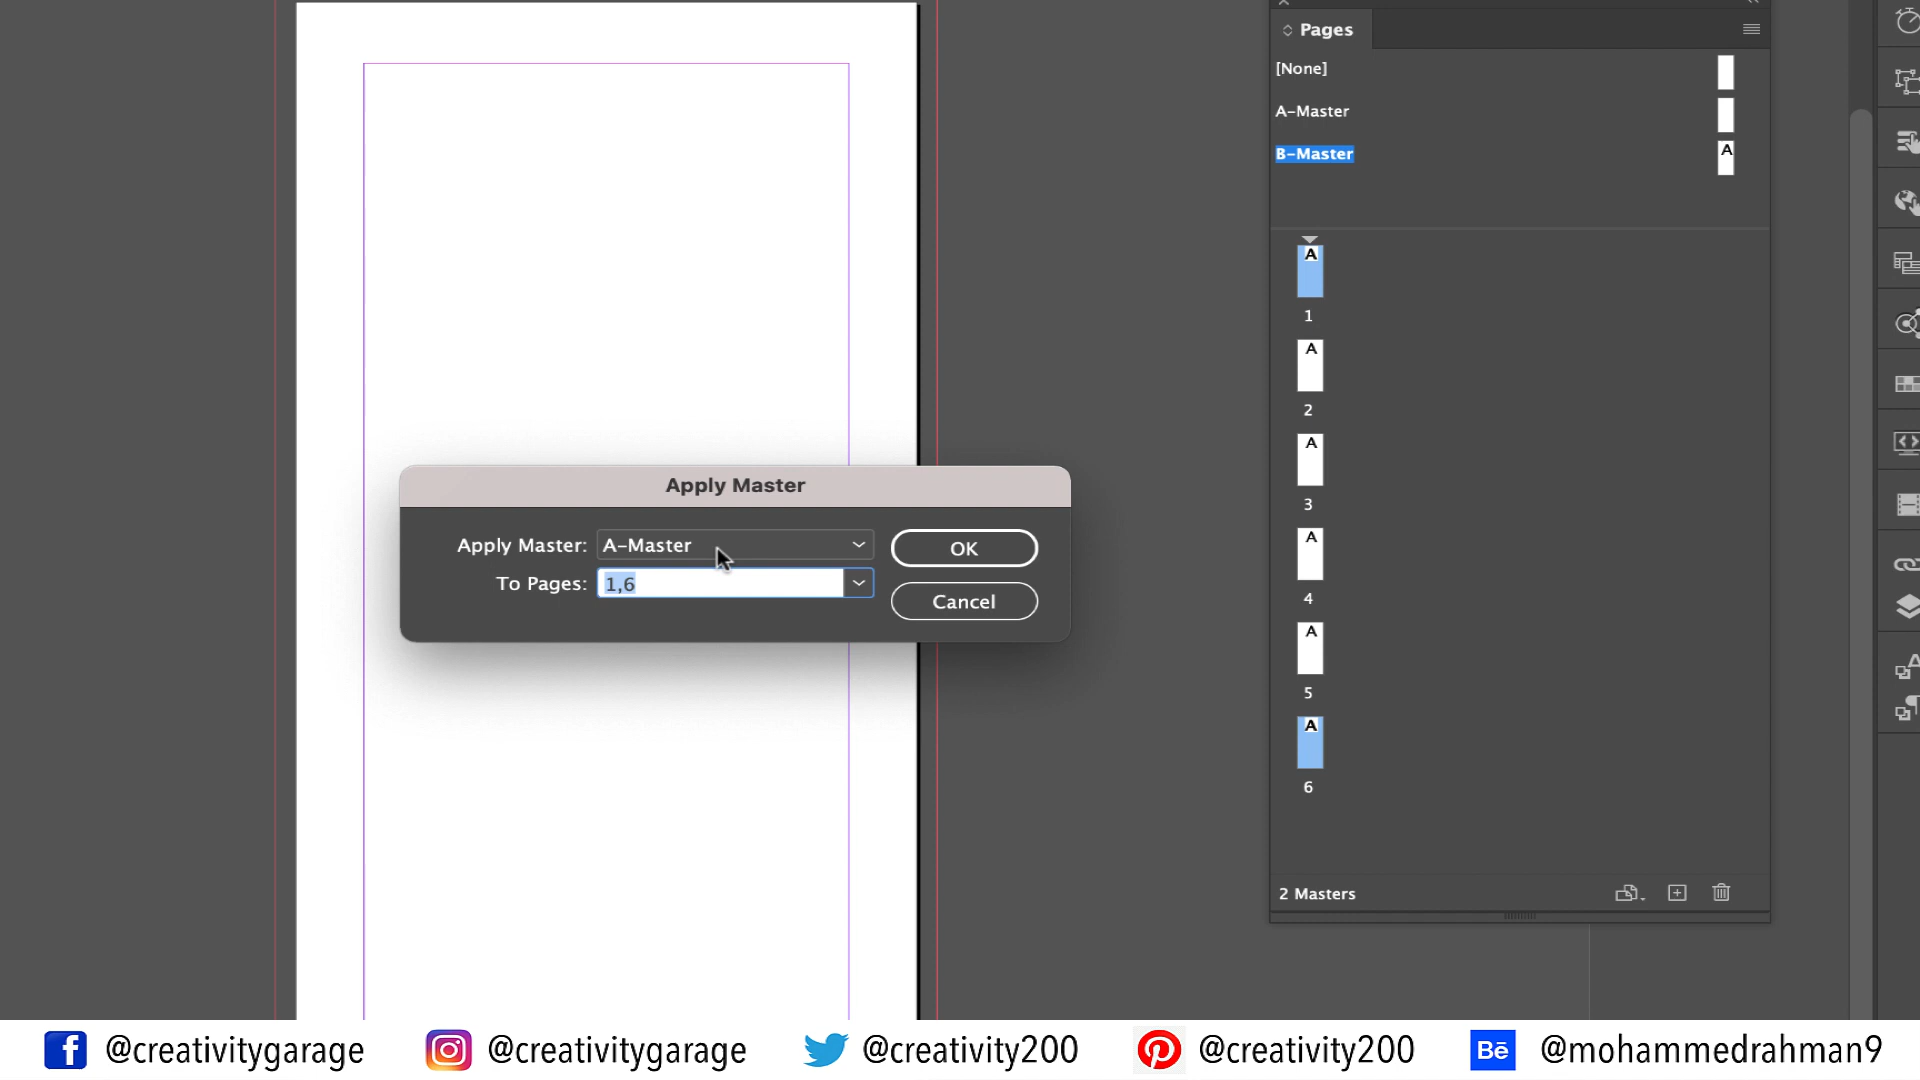 Pages
[None]
A-Master
B-Master
A
A
1
A
2
A
3
A
4
A
5
A
6
2 Masters
Apply Master
Apply Master: A-Master
To Pages: 1,6
OK
Cancel
f @creativitygarage
@creativitygarage
@creativity200
@creativity200
Bē @mohammedrahman9